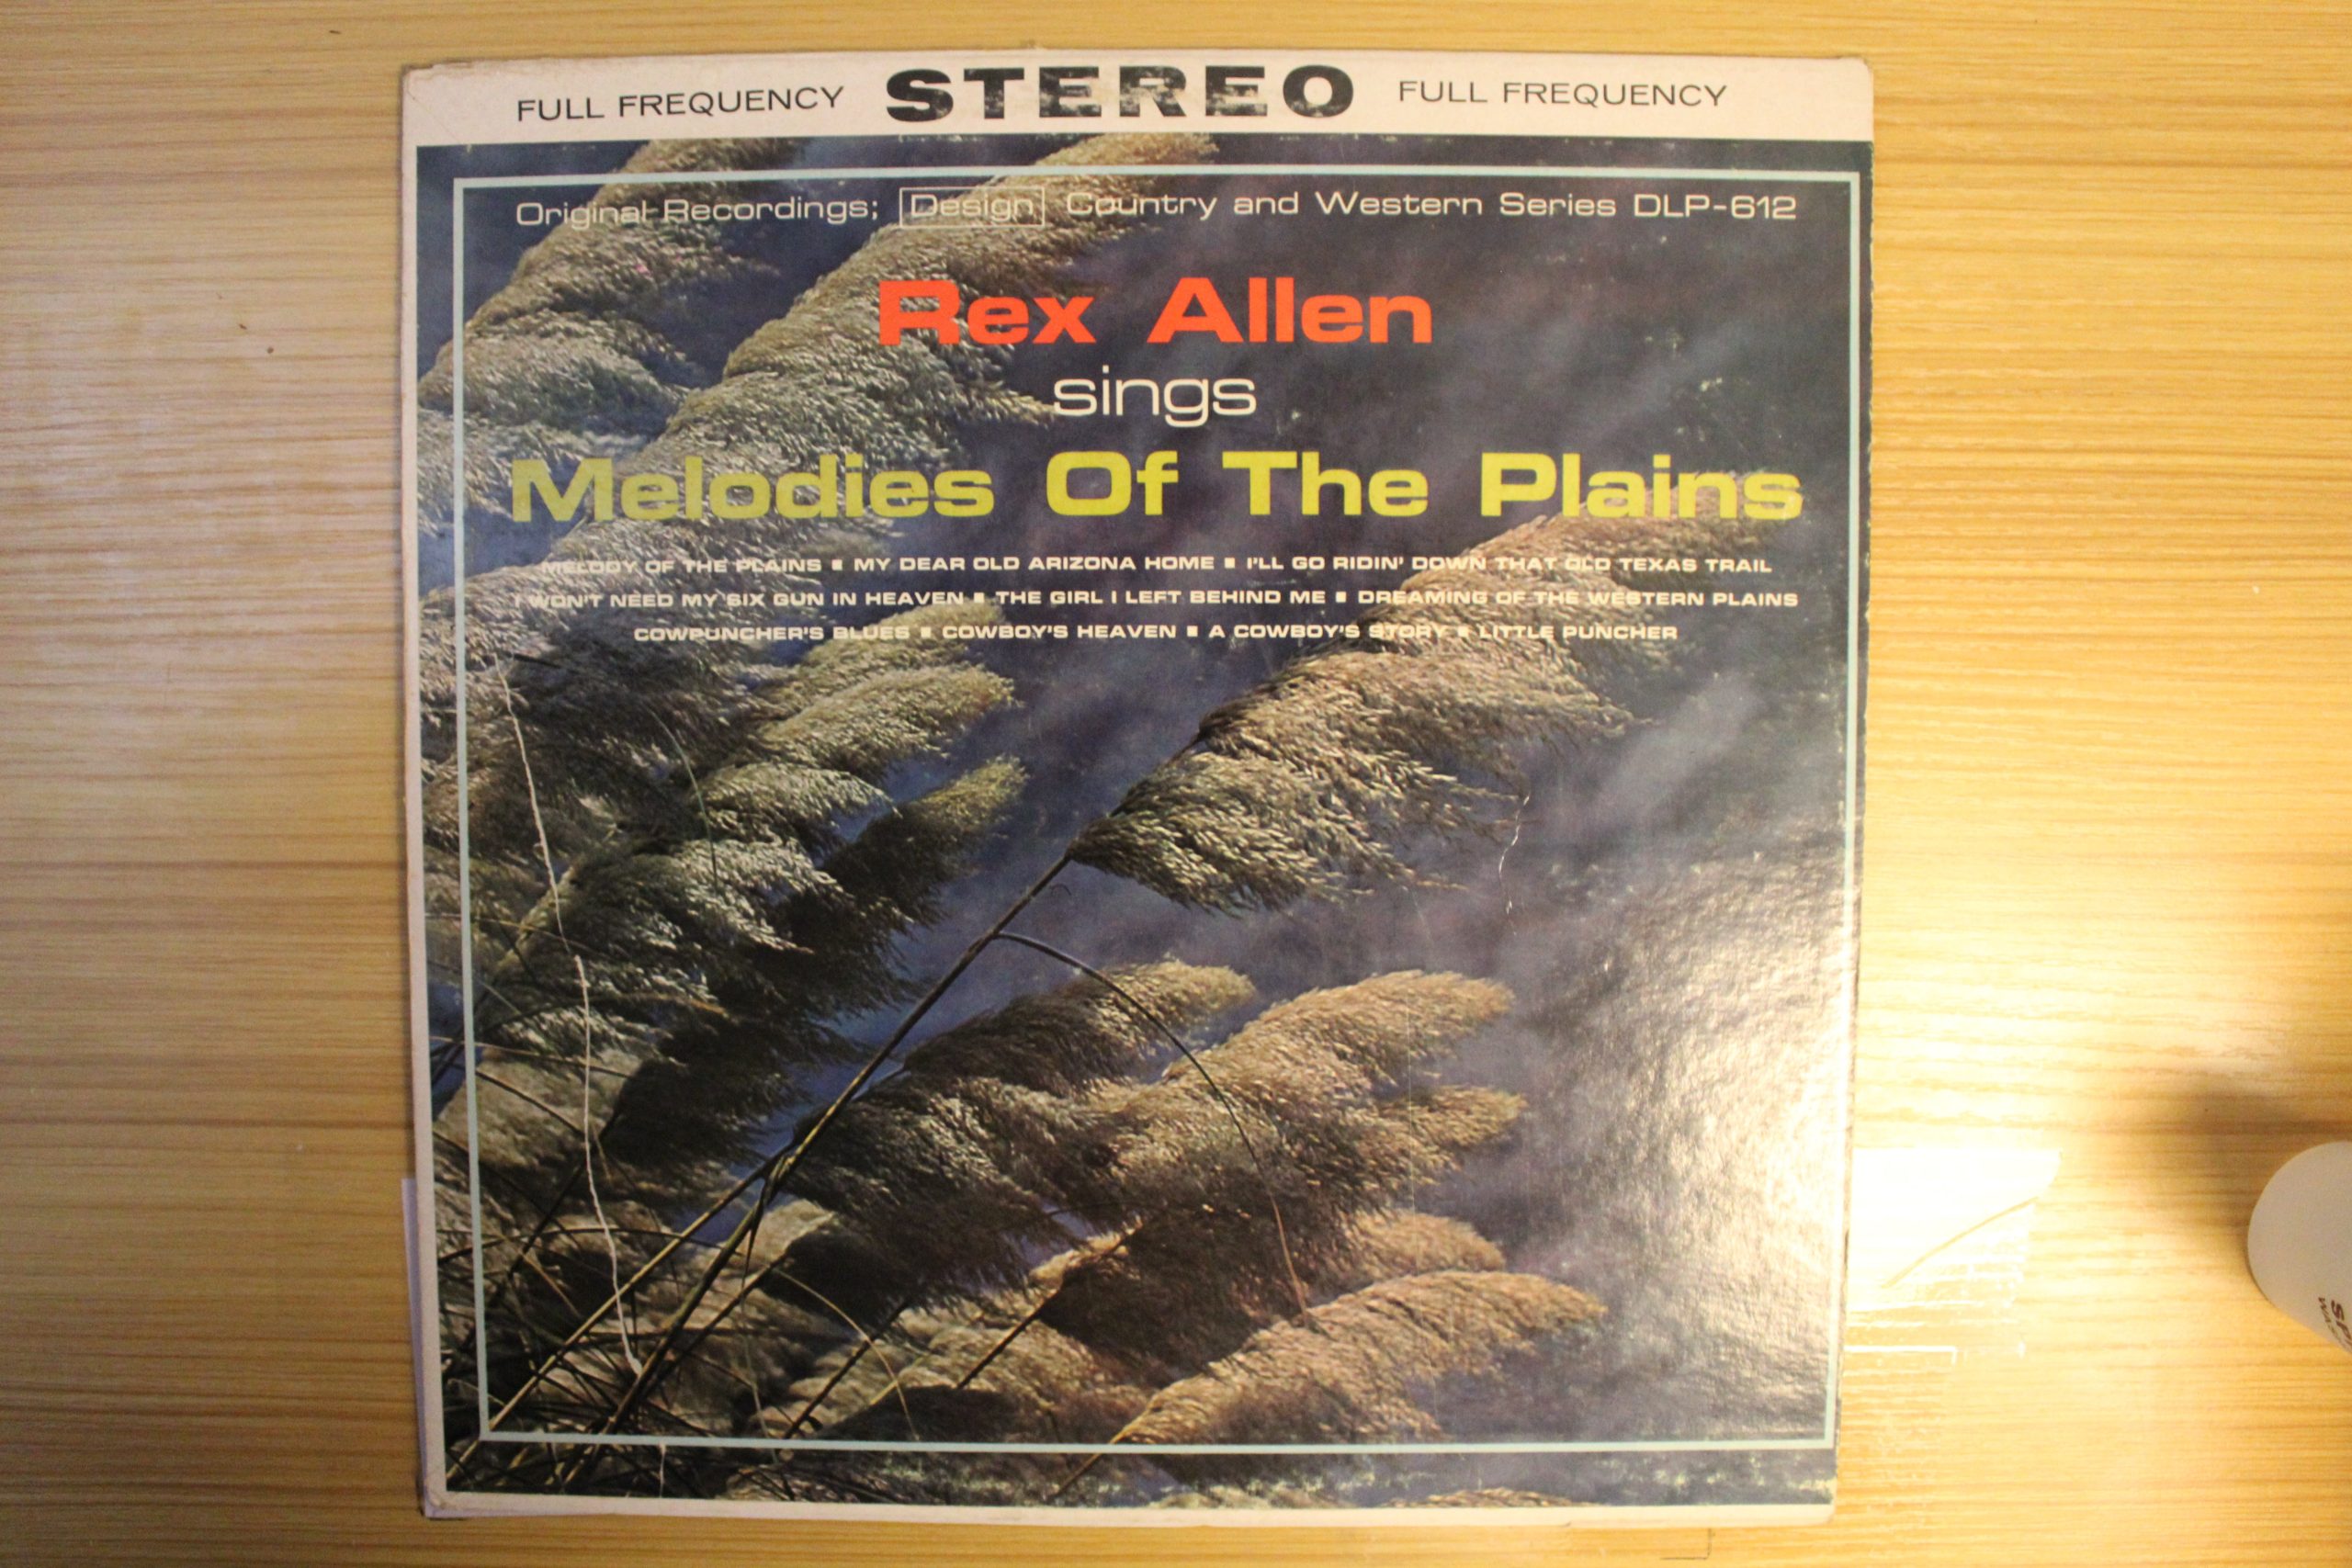 FULL FREQUENCY STEREO FULL FREQUENCY
Original Recordings; Design Country and Western Series DLP-612
Rex Allen
sings
Melodies Of The Plains
MELODY OF THE PLAINS ▪ MY DEAR OLD ARIZONA HOME ▪ I'LL GO RIDIN' DOWN THAT OLD TEXAS TRAIL
I WON'T NEED MY SIX GUN IN HEAVEN ▪ THE GIRL I LEFT BEHIND ME ▪ DREAMING OF THE WESTERN PLAINS
COWPUNCHER'S BLUES ▪ COWBOY'S HEAVEN ▪ A COWBOY'S STORY ▪ LITTLE PUNCHER